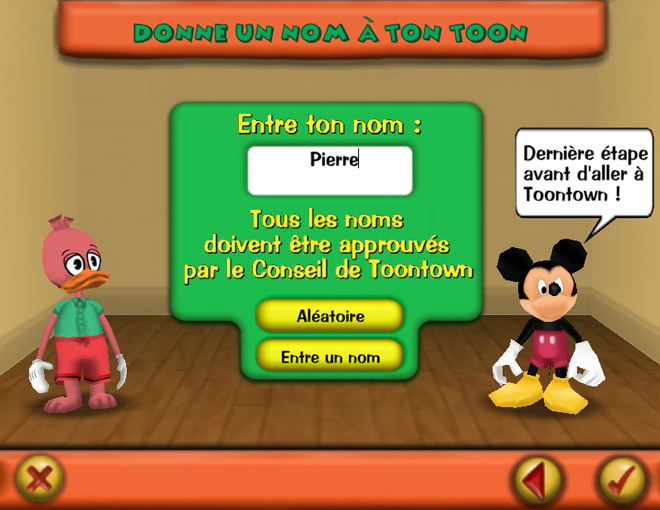 DONNE UN NOM À TON TOON
Entre ton nom :
Pierre
Dernière étape
avant d'aller à
Toontown !
Tous les noms
doivent être approuvés
par le Conseil de Toontown
Aléatoire
Entre un nom